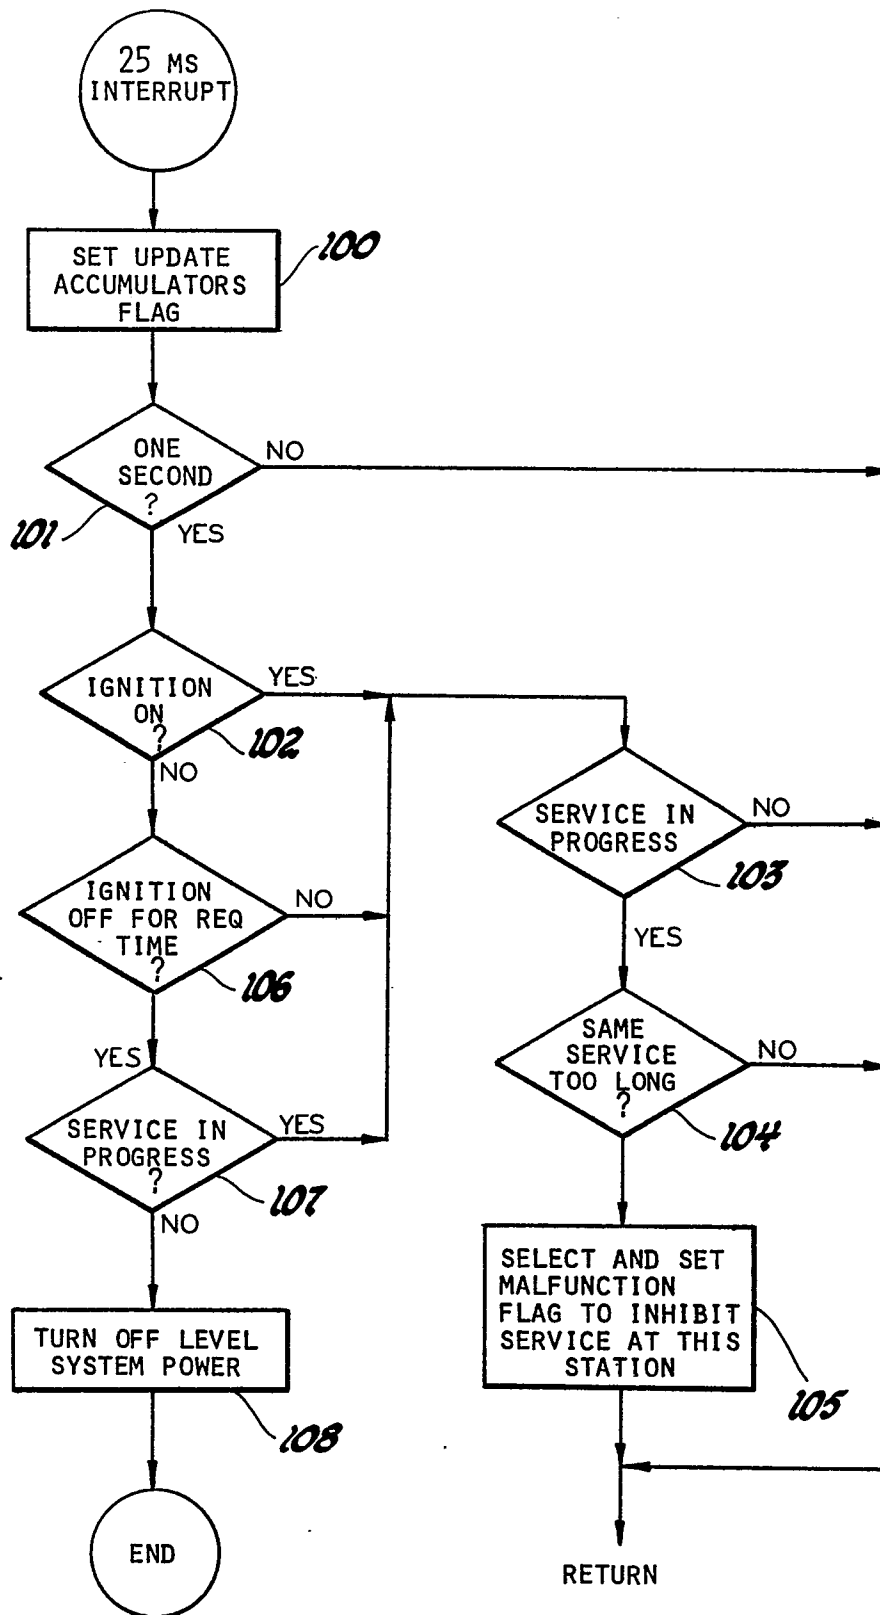 25 MS
INTERRUPT
SET UPDATE
ACCUMULATORS
FLAG
100
ONE
SECOND
?
NO
101
YES
IGNITION
ON
?
YES
102
NO
SERVICE IN
PROGRESS
NO
103
YES
IGNITION
OFF FOR REQ
TIME
?
NO
106
YES
SAME
SERVICE
TOO LONG
?
NO
104
SERVICE IN
PROGRESS
?
YES
107
NO
SELECT AND SET
MALFUNCTION
FLAG TO INHIBIT
SERVICE AT THIS
STATION
105
TURN OFF LEVEL
SYSTEM POWER
108
END
RETURN